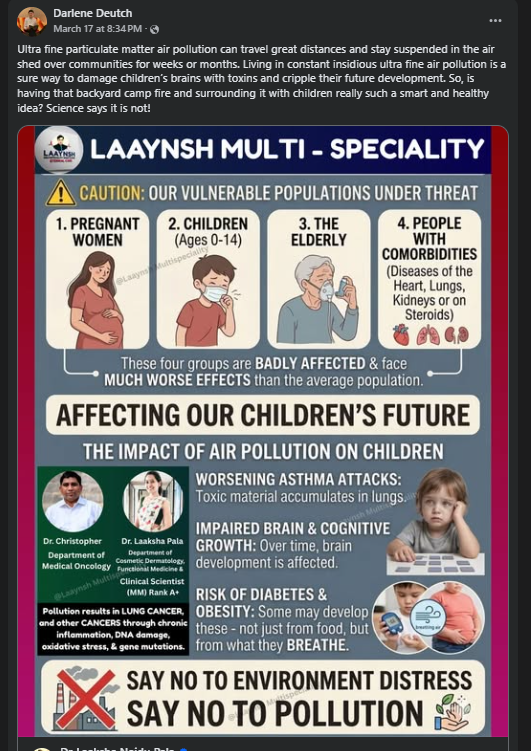 Darlene Deutch
March 17 at 8:34 PM ·
Ultra fine particulate matter air pollution can travel great distances and stay suspended in the air
shed over communities for weeks or months. Living in constant insidious ultra fine air pollution is a
sure way to damage children's brains with toxins and cripple their future development. So, is
having that backyard camp fire and surrounding it with children really such a smart and healthy
idea? Science says it is not!
LAAYNSH
LAAYNSH MULTI - SPECIALITY
CAUTION: OUR VULNERABLE POPULATIONS UNDER THREAT
1. PREGNANT
WOMEN
2. CHILDREN
(Ages 0-14)
3. THE
ELDERLY
4. PEOPLE
WITH
COMORBIDITIES
(Diseases of the
Heart, Lungs,
Kidneys or on
Steroids)
@Laaynsh Multispeciality
These four groups are BADLY AFFECTED & face
MUCH WORSE EFFECTS than the average population.
AFFECTING OUR CHILDREN'S FUTURE
THE IMPACT OF AIR POLLUTION ON CHILDREN
Dr. Christopher
Department of
Medical Oncology
Dr. Laaksha Pala
Department of
Cosmetic Dermatology,
Functional Medicine &
Clinical Scientist
(MM) Rank A+
Pollution results in LUNG CANCER,
and other CANCERS through chronic
inflammation, DNA damage,
oxidative stress, & gene mutations.
WORSENING ASTHMA ATTACKS:
Toxic material accumulates in lungs.
IMPAIRED BRAIN & COGNITIVE
GROWTH: Over time, brain
development is affected.
RISK OF DIABETES &
OBESITY: Some may develop
these - not just from food, but
from what they BREATHE.
breathing air
SAY NO TO ENVIRONMENT DISTRESS
SAY NO TO POLLUTION